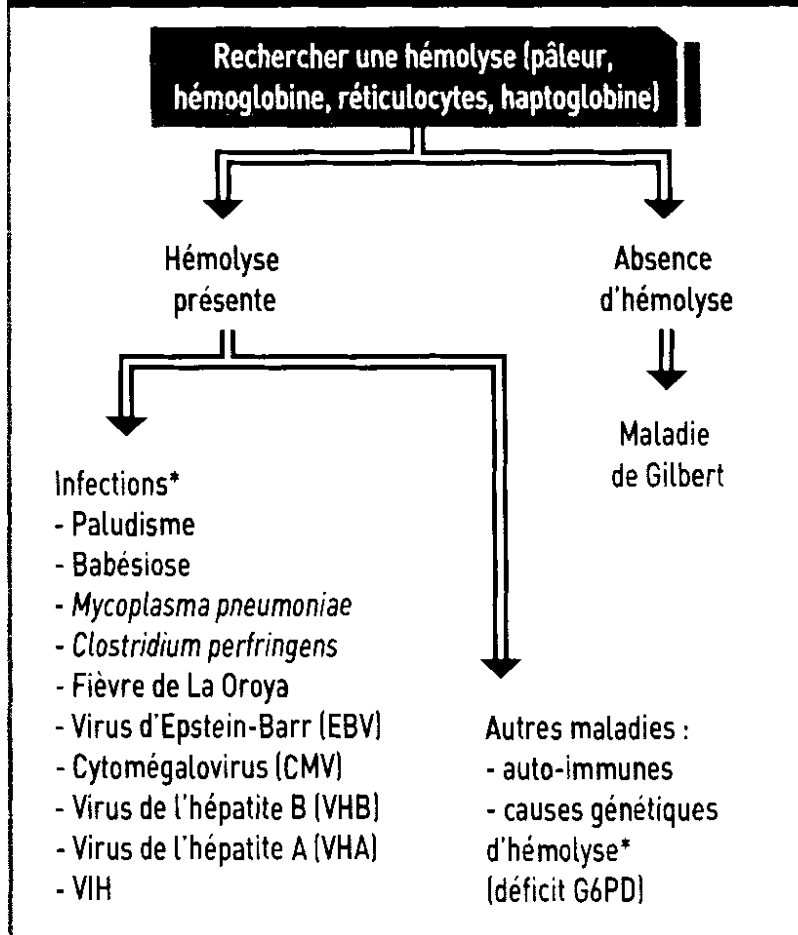 Rechercher une hémolyse (pâleur,
hémoglobine, réticulocytes, haptoglobine)
Hémolyse
présente
Absence
d'hémolyse
Maladie
de Gilbert
Infections*
- Paludisme
- Babésiose
- Mycoplasma pneumoniae
- Clostridium perfringens
- Fièvre de La Oroya
- Virus d'Epstein-Barr (EBV)
- Cytomégalovirus (CMV)
- Virus de l'hépatite B (VHB)
- Virus de l'hépatite A (VHA)
- VIH
Autres maladies :
- auto-immunes
- causes génétiques
d'hémolyse*
(déficit G6PD)